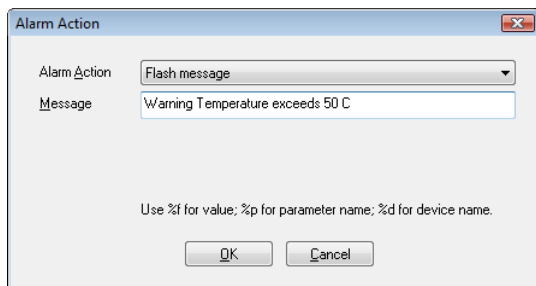 Alarm Action
Alarm Action Flash message
Message Warning Temperature exceeds 50 C
Use %f for value; %p for parameter name; %d for device name.
OK Cancel